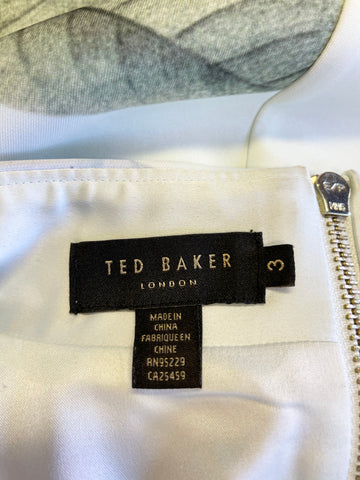 TED BAKER
LONDON
3
MADE IN
CHINA
FABRIQUE EN
CHINE
RN95229
CA25459